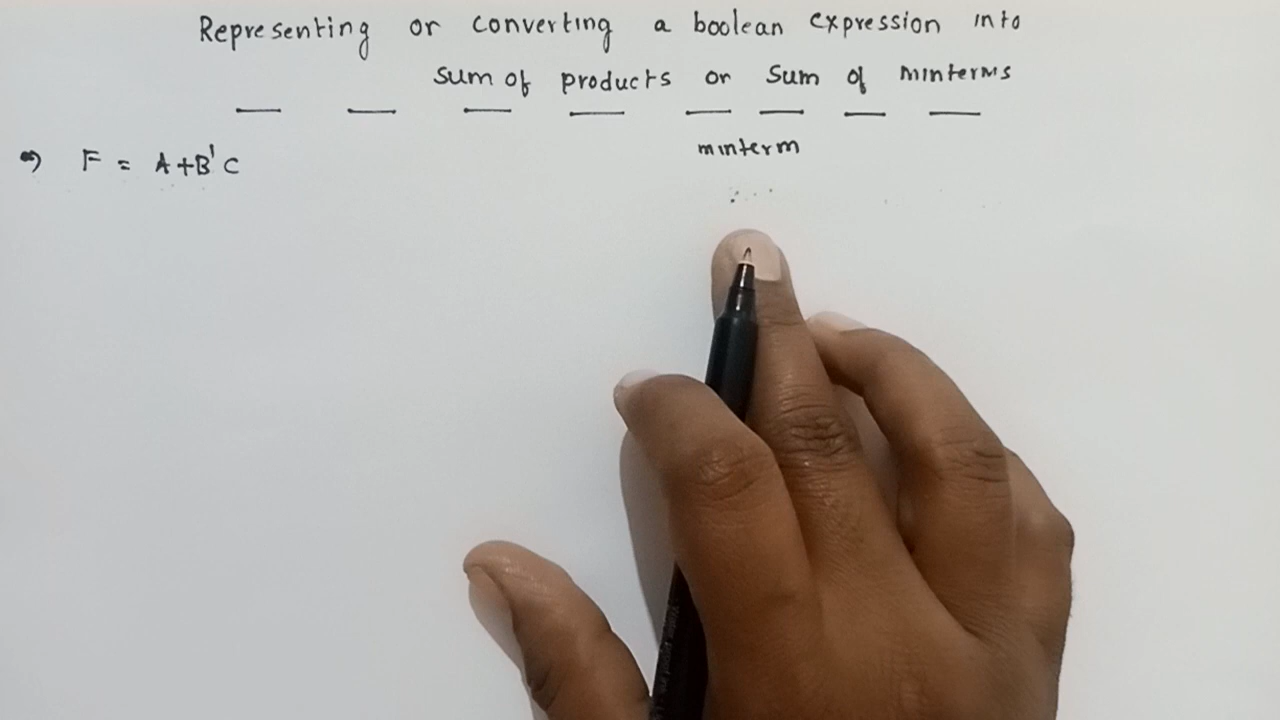 Representing or converting a boolean expression into
sum of products or sum of minterms
minterm
⇒ F = A+B'C